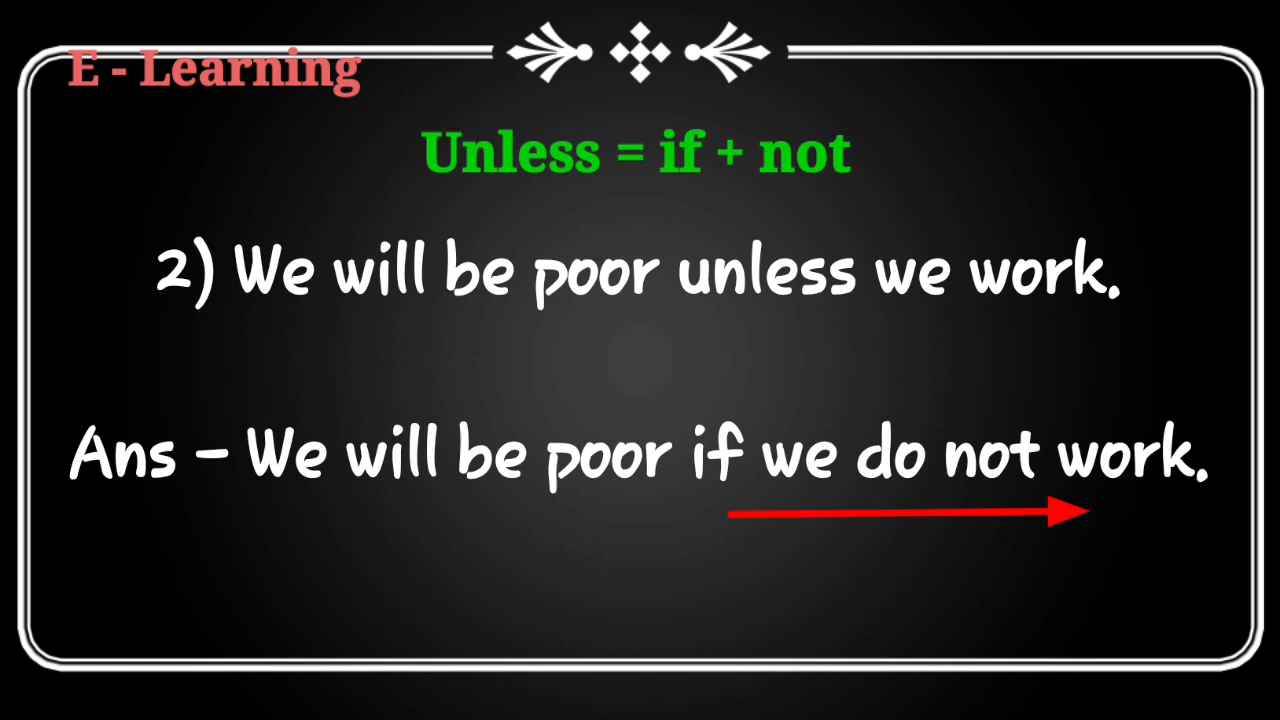 E - Learning
Unless = if + not
2) We will be poor unless we work.
Ans - We will be poor if we do not work.